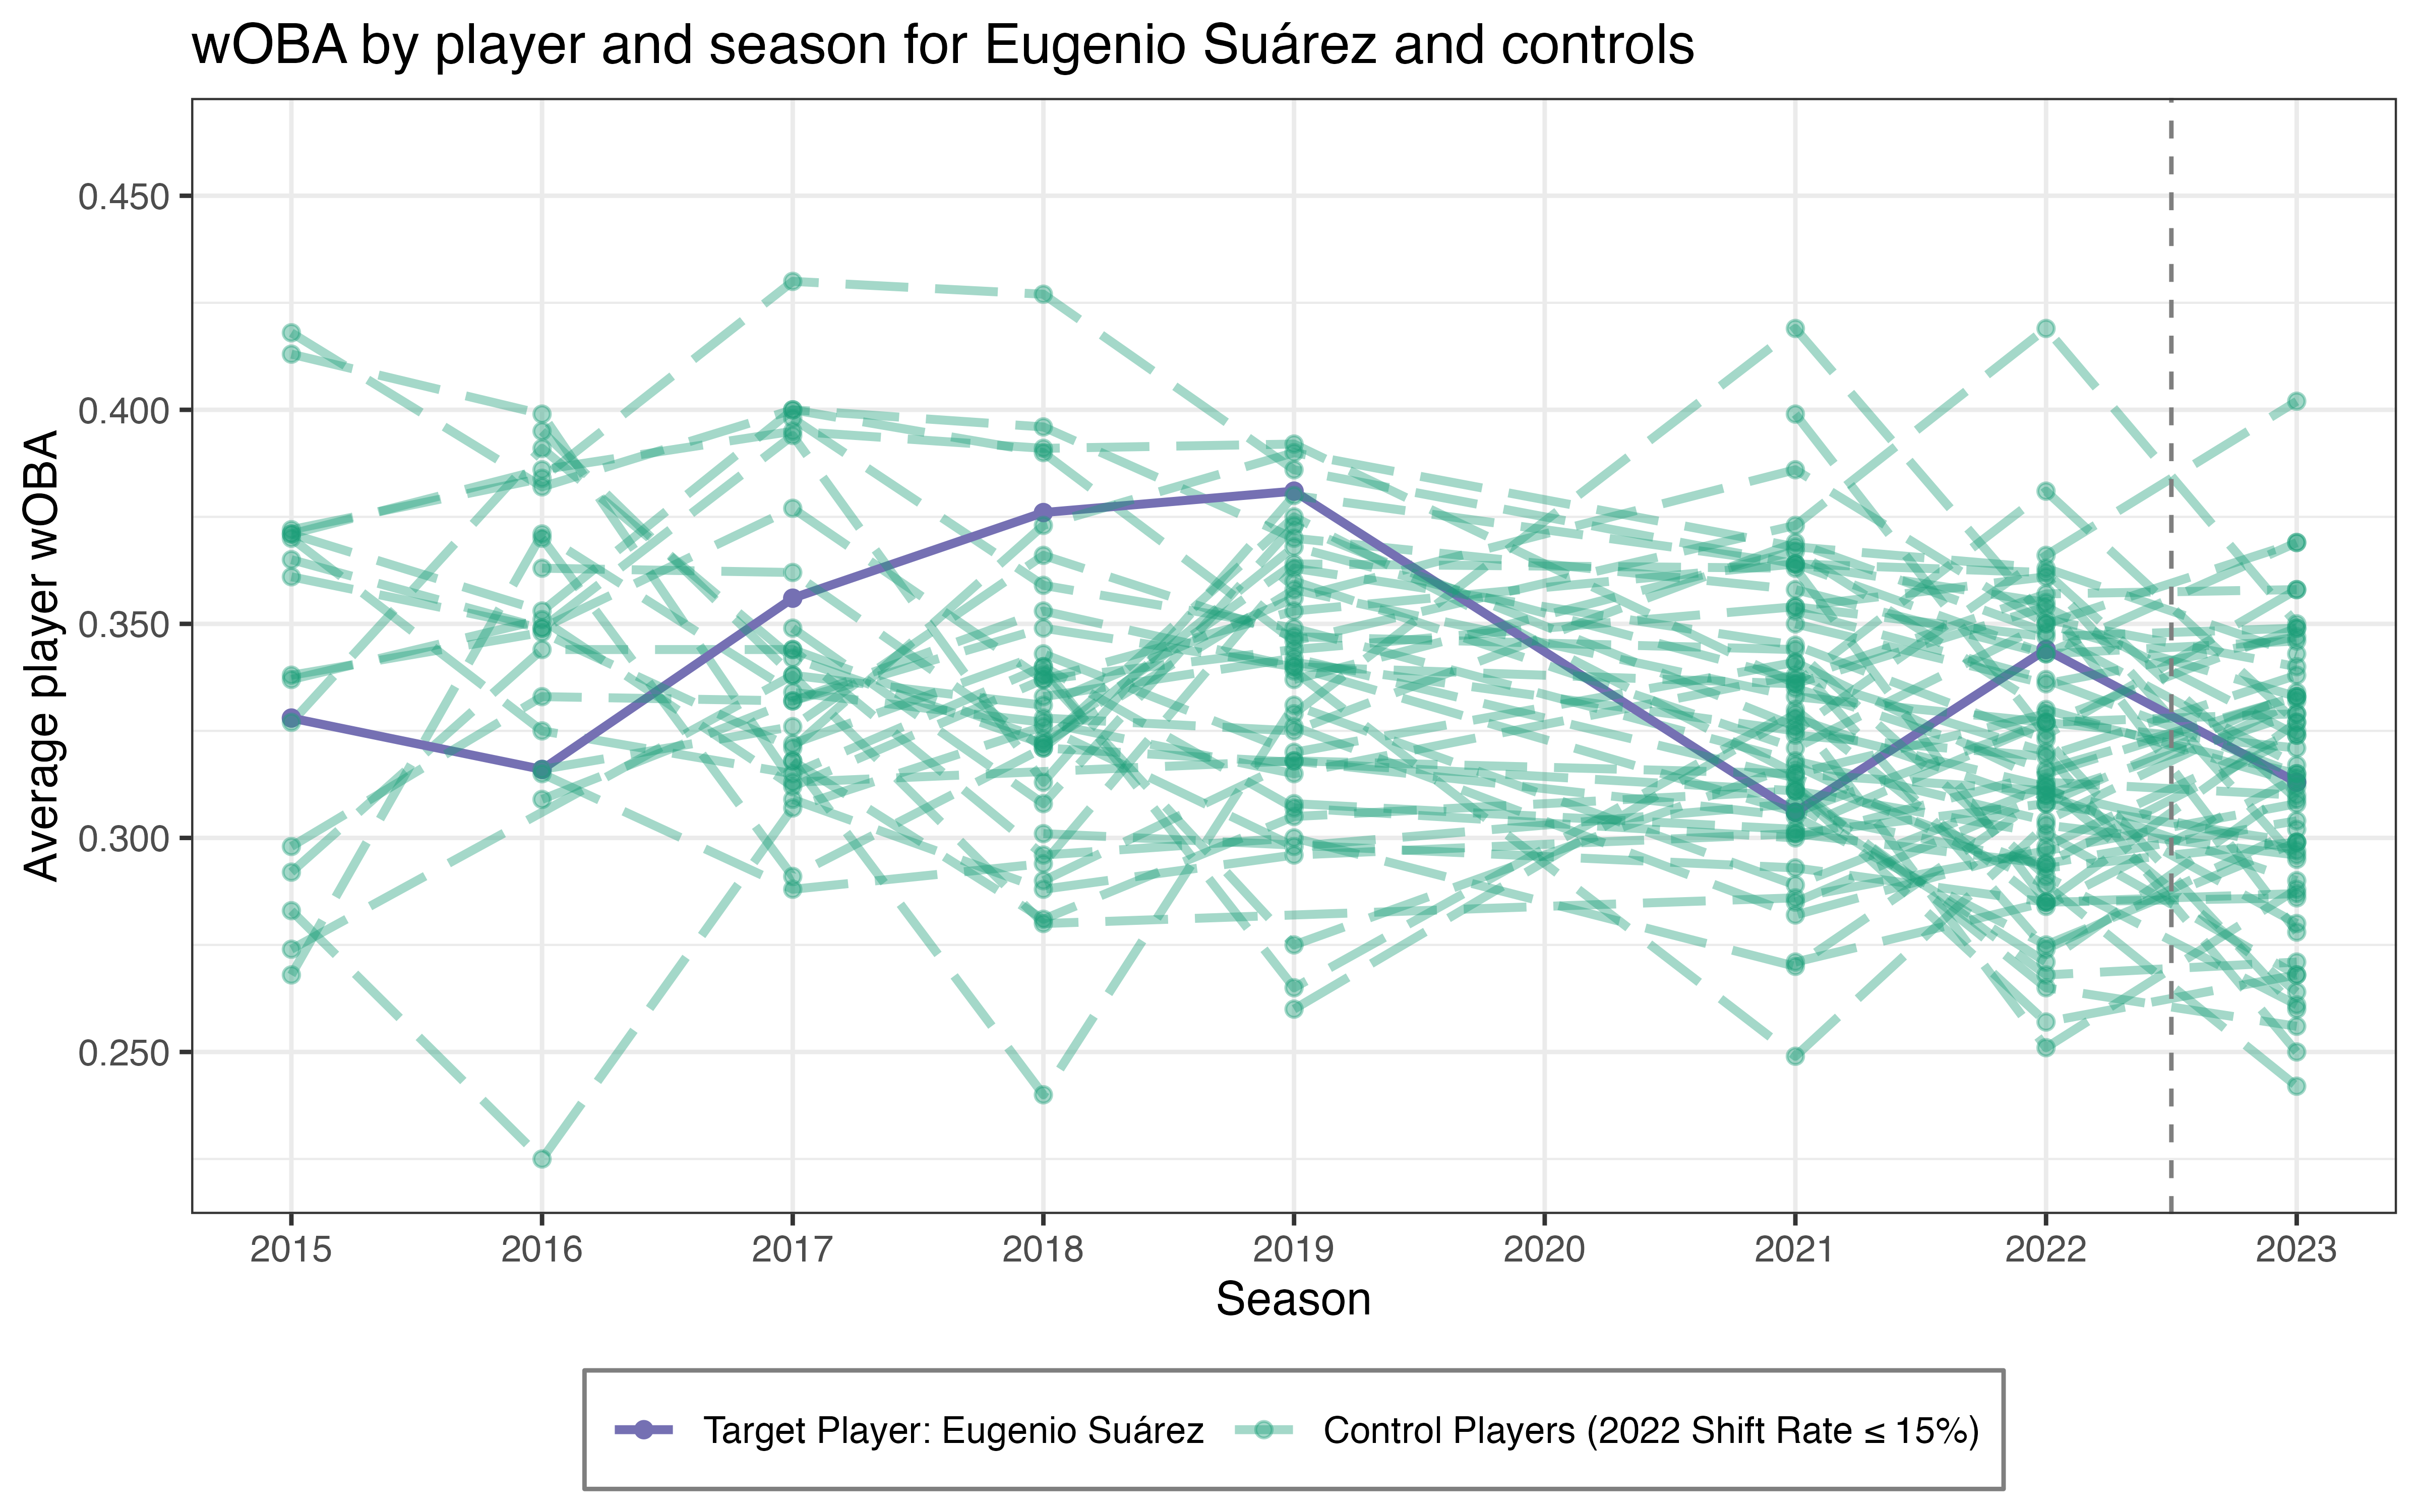 wOBA by player and season for Eugenio Suárez and controls
Average player wOBA
0.450
0.400
0.350
0.300
0.250
2015 2016 2017 2018 2019 2020 2021 2022 2023
Season
Target Player: Eugenio Suárez Control Players (2022 Shift Rate ≤ 15%)